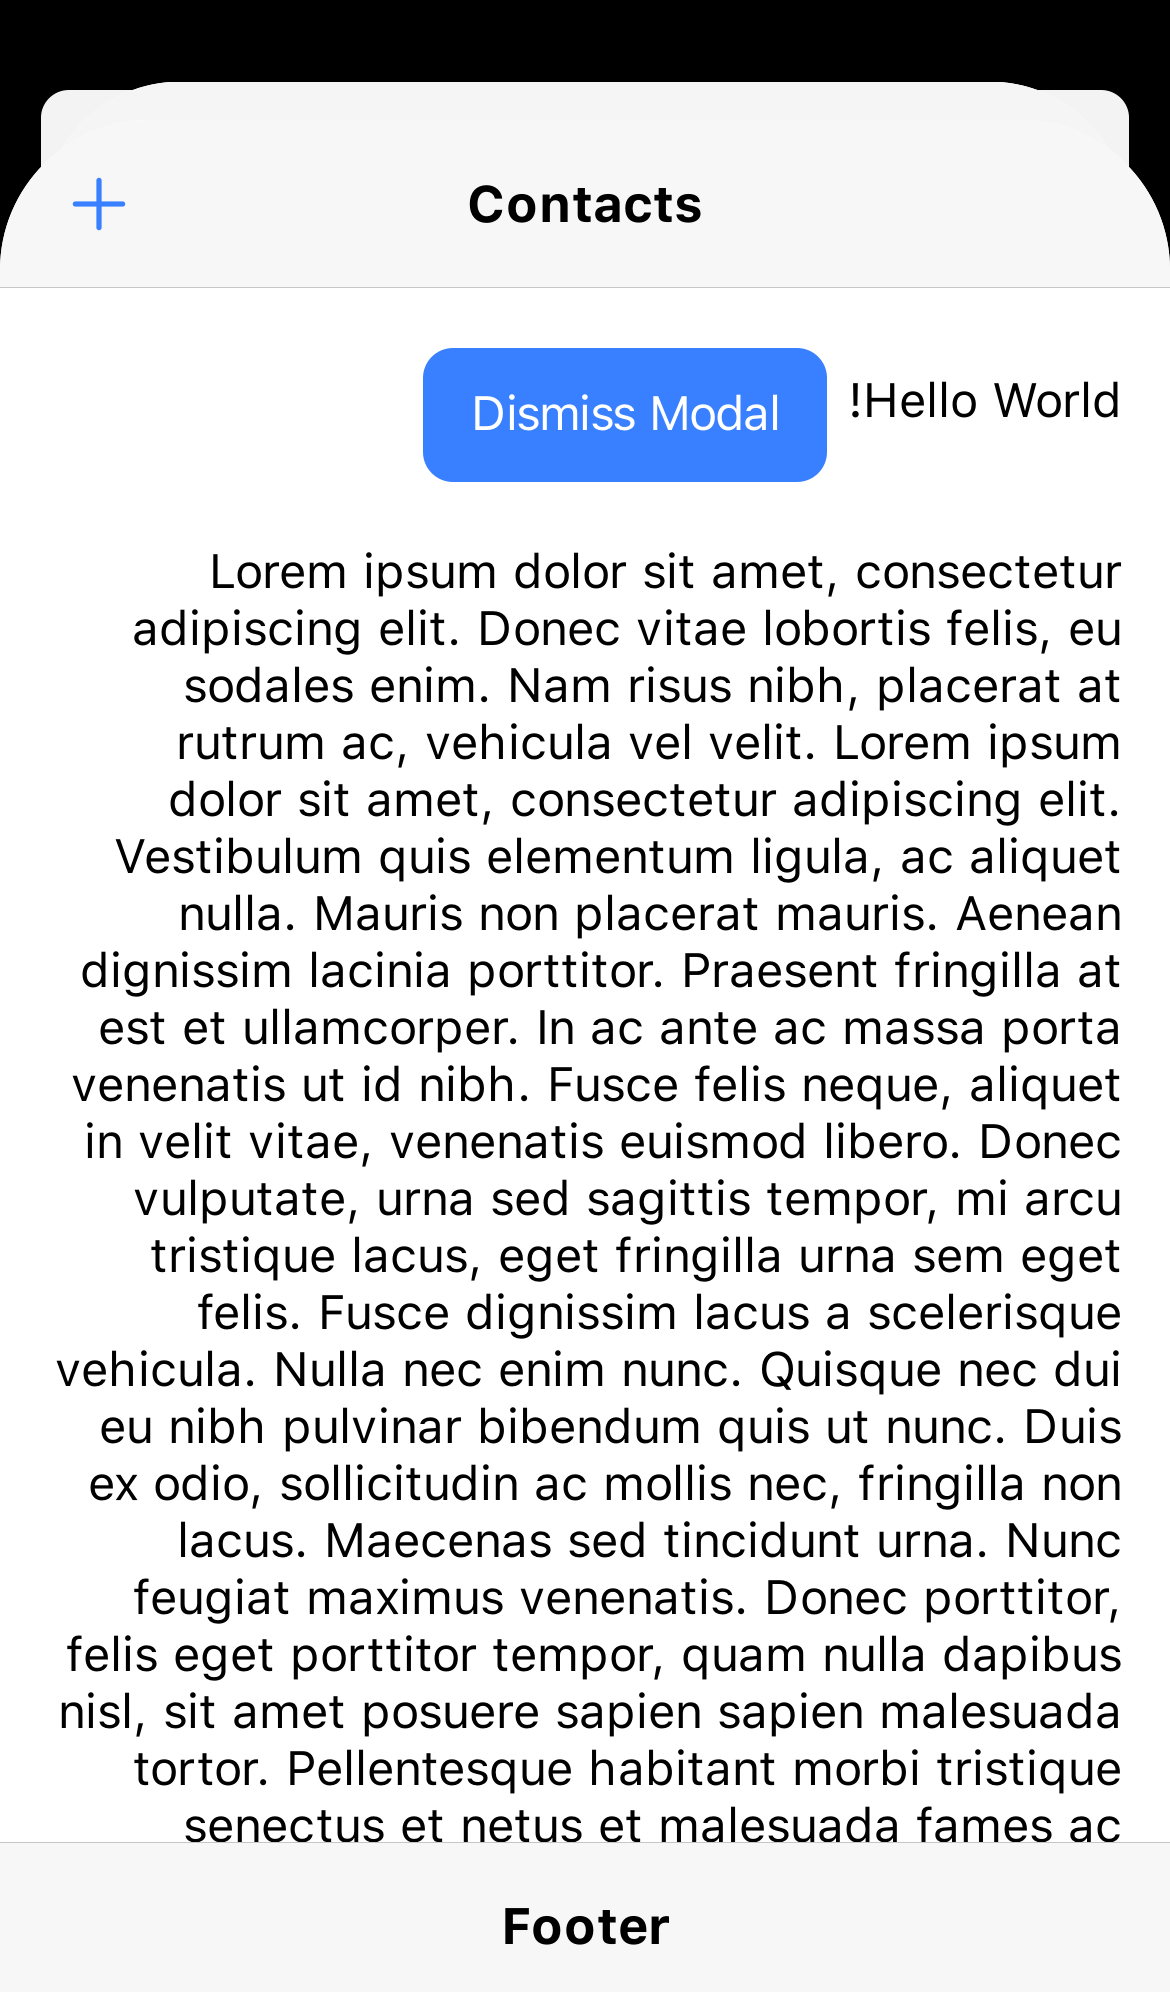 Contacts
!Hello World
Dismiss Modal
Lorem ipsum dolor sit amet, consectetur
adipiscing elit. Donec vitae lobortis felis, eu
sodales enim. Nam risus nibh, placerat at
rutrum ac, vehicula vel velit. Lorem ipsum
dolor sit amet, consectetur adipiscing elit.
Vestibulum quis elementum ligula, ac aliquet
nulla. Mauris non placerat mauris. Aenean
dignissim lacinia porttitor. Praesent fringilla at
est et ullamcorper. In ac ante ac massa porta
venenatis ut id nibh. Fusce felis neque, aliquet
in velit vitae, venenatis euismod libero. Donec
vulputate, urna sed sagittis tempor, mi arcu
tristique lacus, eget fringilla urna sem eget
felis. Fusce dignissim lacus a scelerisque
vehicula. Nulla nec enim nunc. Quisque nec dui
eu nibh pulvinar bibendum quis ut nunc. Duis
ex odio, sollicitudin ac mollis nec, fringilla non
lacus. Maecenas sed tincidunt urna. Nunc
feugiat maximus venenatis. Donec porttitor,
felis eget porttitor tempor, quam nulla dapibus
nisl, sit amet posuere sapien sapien malesuada
tortor. Pellentesque habitant morbi tristique
senectus et netus et malesuada fames ac
Footer